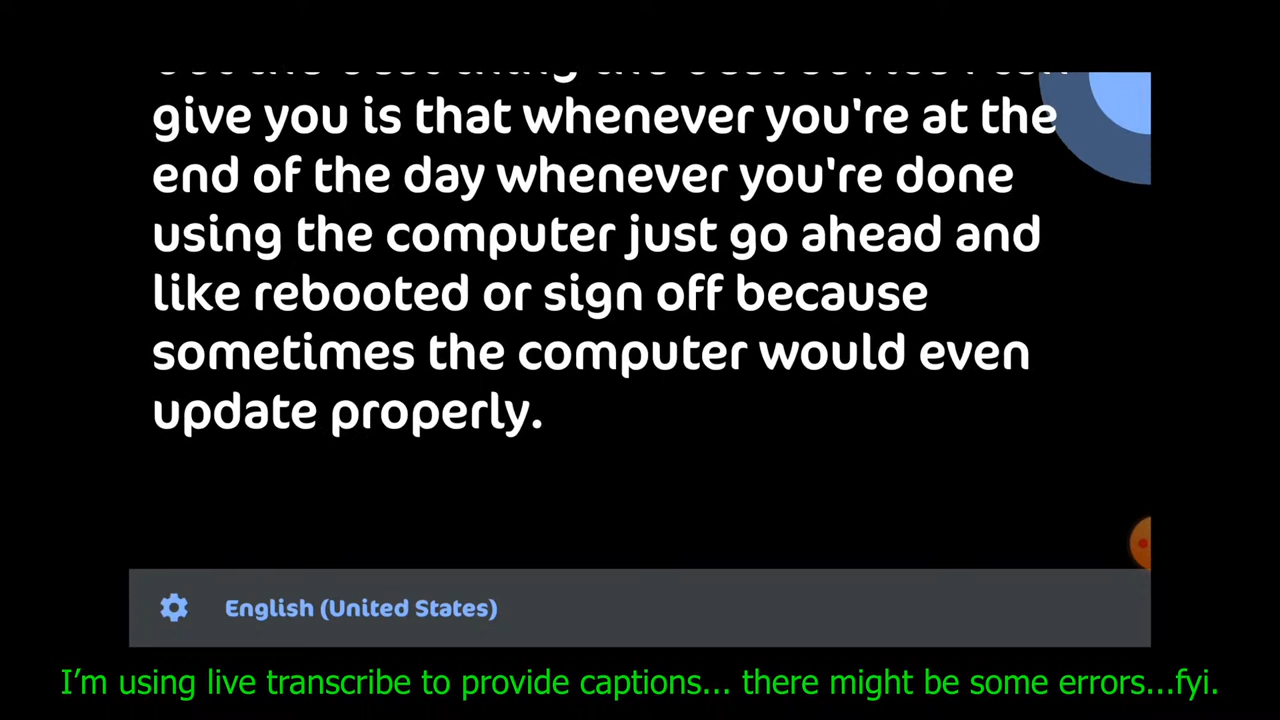 give you is that whenever you're at the
end of the day whenever you're done
using the computer just go ahead and
like rebooted or sign off because
sometimes the computer would even
update properly.
English (United States)
I'm using live transcribe to provide captions... there might be some errors...fyi.